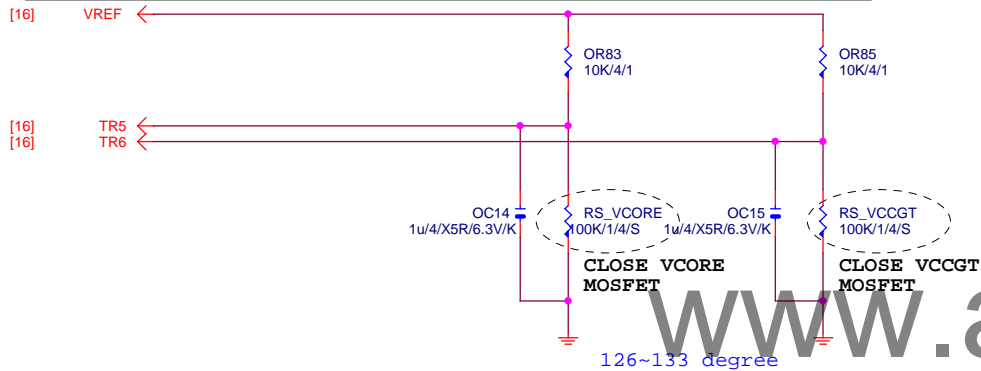 [16] VREF
OR83
10K/4/1
OR85
10K/4/1
[16] TR5
[16] TR6
OC14
1u/4/X5R/6.3V/K
RS_VCORE
100K/1/4/S
OC15
1u/4/X5R/6.3V/K
RS_VCCGT
100K/1/4/S
CLOSE VCORE
MOSFET
CLOSE VCCGT
MOSFET
www.a
126~133 degree